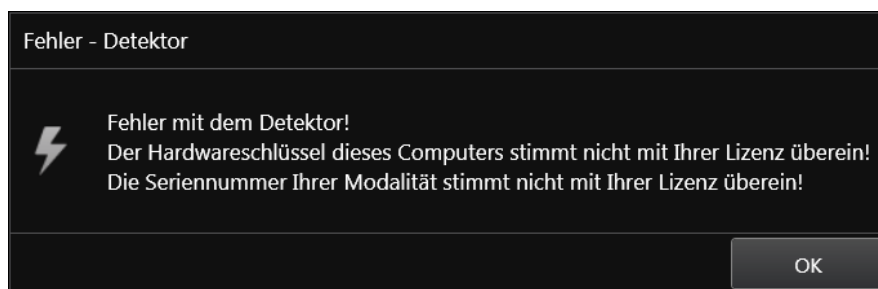 Fehler - Detektor
Fehler mit dem Detektor!
Der Hardwareschlüssel dieses Computers stimmt nicht mit Ihrer Lizenz überein!
Die Seriennummer Ihrer Modalität stimmt nicht mit Ihrer Lizenz überein!
OK